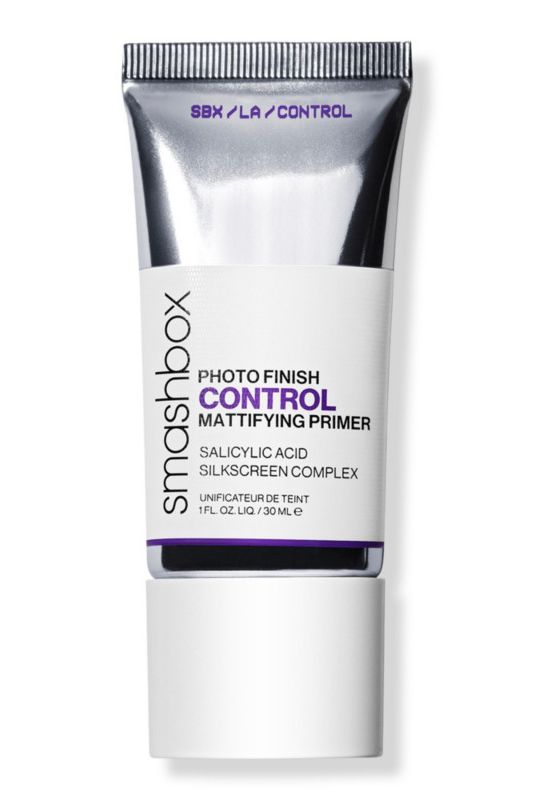 SBX/LA/CONTROL
smashbox
PHOTO FINISH
CONTROL
MATTIFYING PRIMER
SALICYLIC ACID
SILKSCREEN COMPLEX
UNIFICATEUR DE TEINT
1 FL. OZ. LIQ. / 30 ML ℮